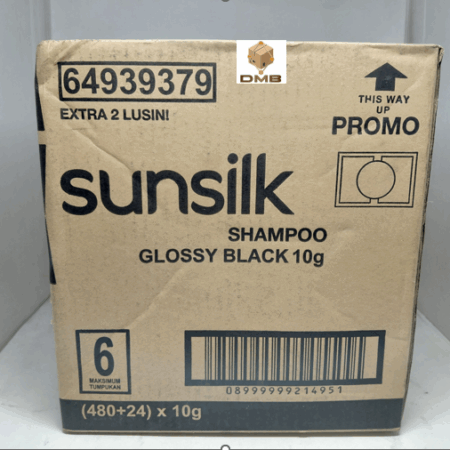 64939379
DMB
EXTRA 2 LUSIN!
THIS WAY
UP
PROMO
sunsilk
SHAMPOO
GLOSSY BLACK 10g
6
MAKSIMUM
TUMPUKAN
08999999214951
(480+24) x 10g